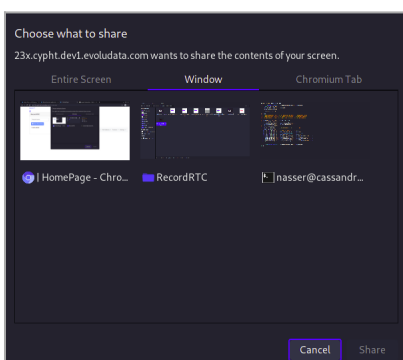 Choose what to share
23x.cypht.dev1.evoludata.com wants to share the contents of your screen.
Entire Screen Window Chromium Tab
| HomePage - Chro... RecordRTC nasser@cassandr...
Cancel Share